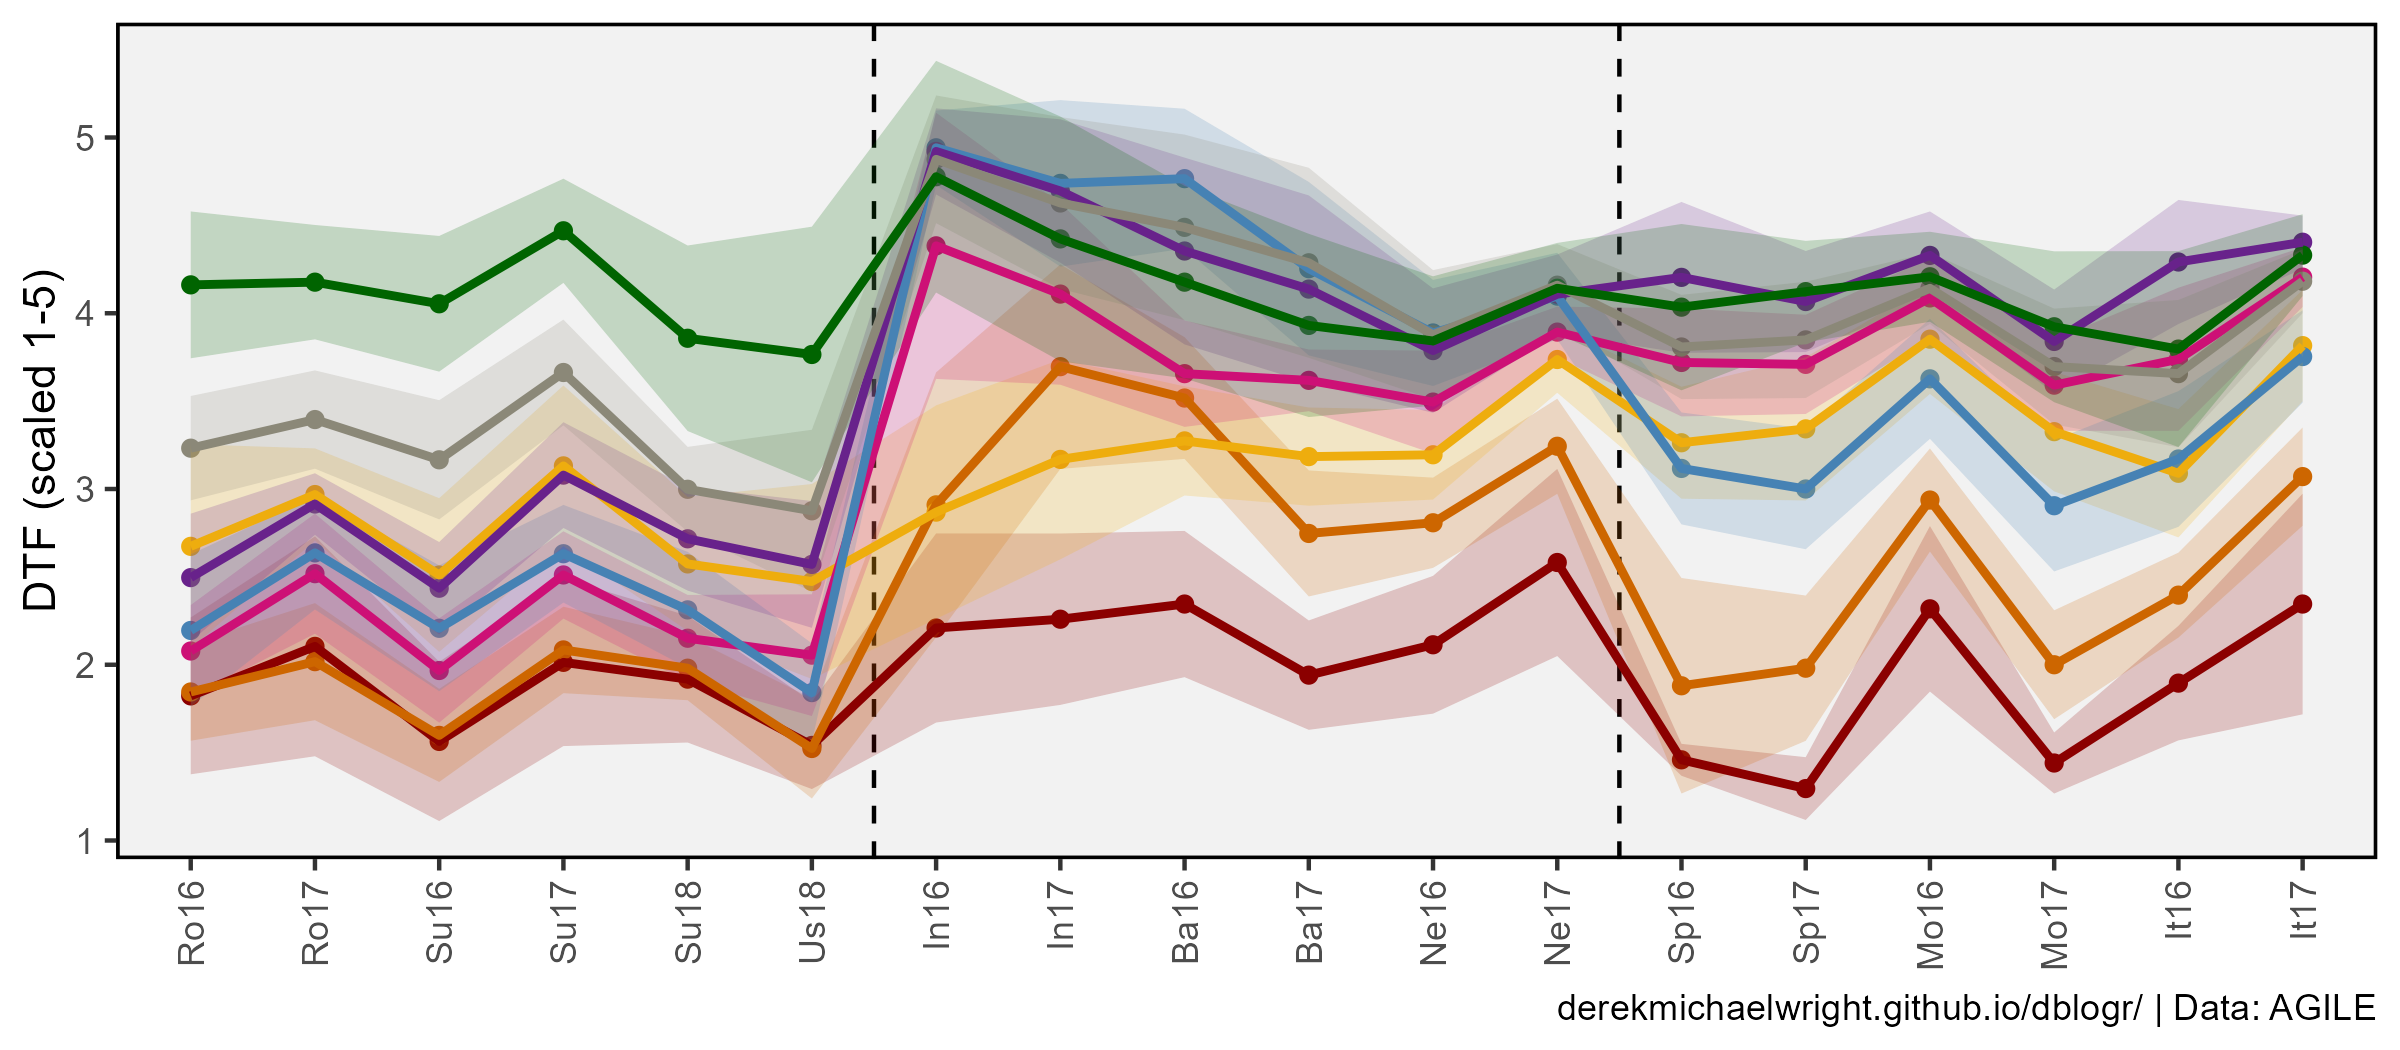 DTF (scaled 1-5)
5
4
3
2
1
Ro16
Ro17
Su16
Su17
Su18
Us18
In16
In17
Ba16
Ba17
Ne16
Ne17
Sp16
Sp17
Mo16
Mo17
It16
It17
derekmichaelwright.github.io/dblogr/ | Data: AGILE